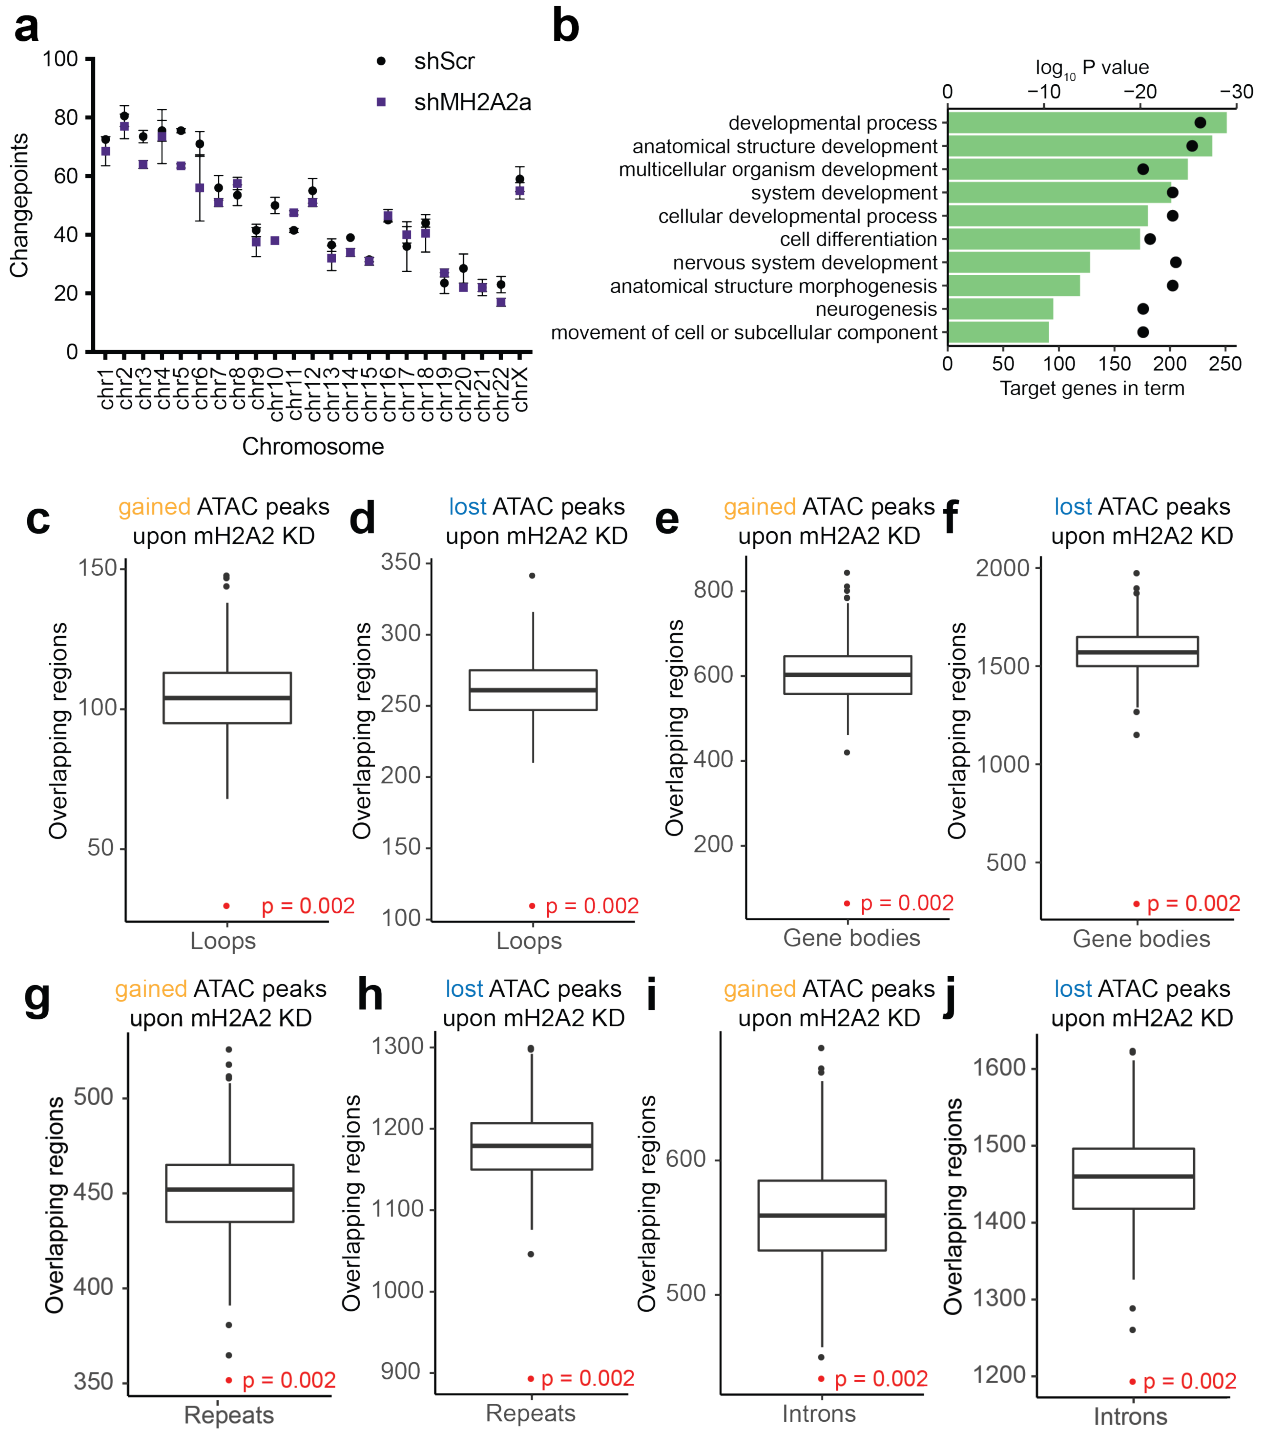 a
100
80
60
40
20
0
Changepoints
shScr
shMH2A2a
chr1
chr2
chr3
chr4
chr5
chr6
chr7
chr8
chr9
chr10
chr11
chr12
chr13
chr14
chr15
chr16
chr17
chr18
chr19
chr20
chr21
chr22
chrX
Chromosome
b
log10 P value
0 −10 −20 −30
developmental process
anatomical structure development
multicellular organism development
system development
cellular developmental process
cell differentiation
nervous system development
anatomical structure morphogenesis
neurogenesis
movement of cell or subcellular component
0 50 100 150 200 250
Target genes in term
c
gained ATAC peaks
upon mH2A2 KD
Overlapping regions
150
100
50
p = 0.002
Loops
d
lost ATAC peaks
upon mH2A2 KD
Overlapping regions
350
300
250
200
150
100
p = 0.002
Loops
e
gained ATAC peaks
upon mH2A2 KD
Overlapping regions
800
600
400
200
p = 0.002
Gene bodies
f
lost ATAC peaks
upon mH2A2 KD
Overlapping regions
2000
1500
1000
500
p = 0.002
Gene bodies
g
gained ATAC peaks
upon mH2A2 KD
Overlapping regions
500
450
400
350
p = 0.002
Repeats
h
lost ATAC peaks
upon mH2A2 KD
Overlapping regions
1300
1200
1100
1000
900
p = 0.002
Repeats
i
gained ATAC peaks
upon mH2A2 KD
Overlapping regions
600
500
p = 0.002
Introns
j
lost ATAC peaks
upon mH2A2 KD
Overlapping regions
1600
1500
1400
1300
1200
p = 0.002
Introns